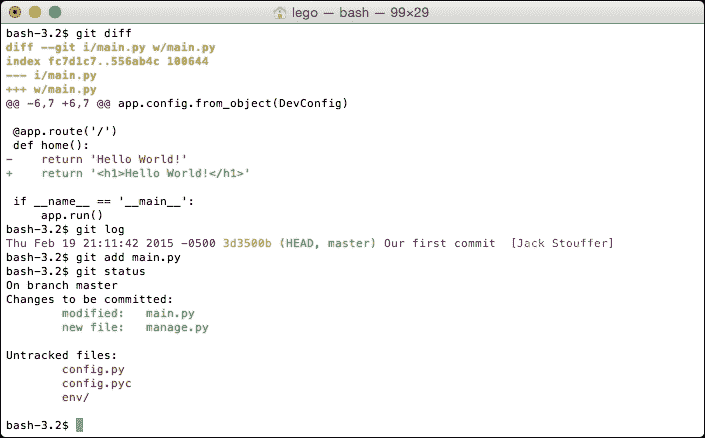 lego — bash — 99×29
bash-3.2$ git diff
diff --git i/main.py w/main.py
index fc7d1c7..556ab4c 100644
--- i/main.py
+++ w/main.py
@@ -6,7 +6,7 @@ app.config.from_object(DevConfig)
 @app.route('/')
 def home():
-    return 'Hello World!'
+    return '<h1>Hello World!</h1>'
 if __name__ == '__main__':
     app.run()
bash-3.2$ git log
Thu Feb 19 21:11:42 2015 -0500 3d3500b (HEAD, master) Our first commit  [Jack Stouffer]
bash-3.2$ git add main.py
bash-3.2$ git status
On branch master
Changes to be committed:
        modified:   main.py
        new file:   manage.py
Untracked files:
        config.py
        config.pyc
        env/
bash-3.2$